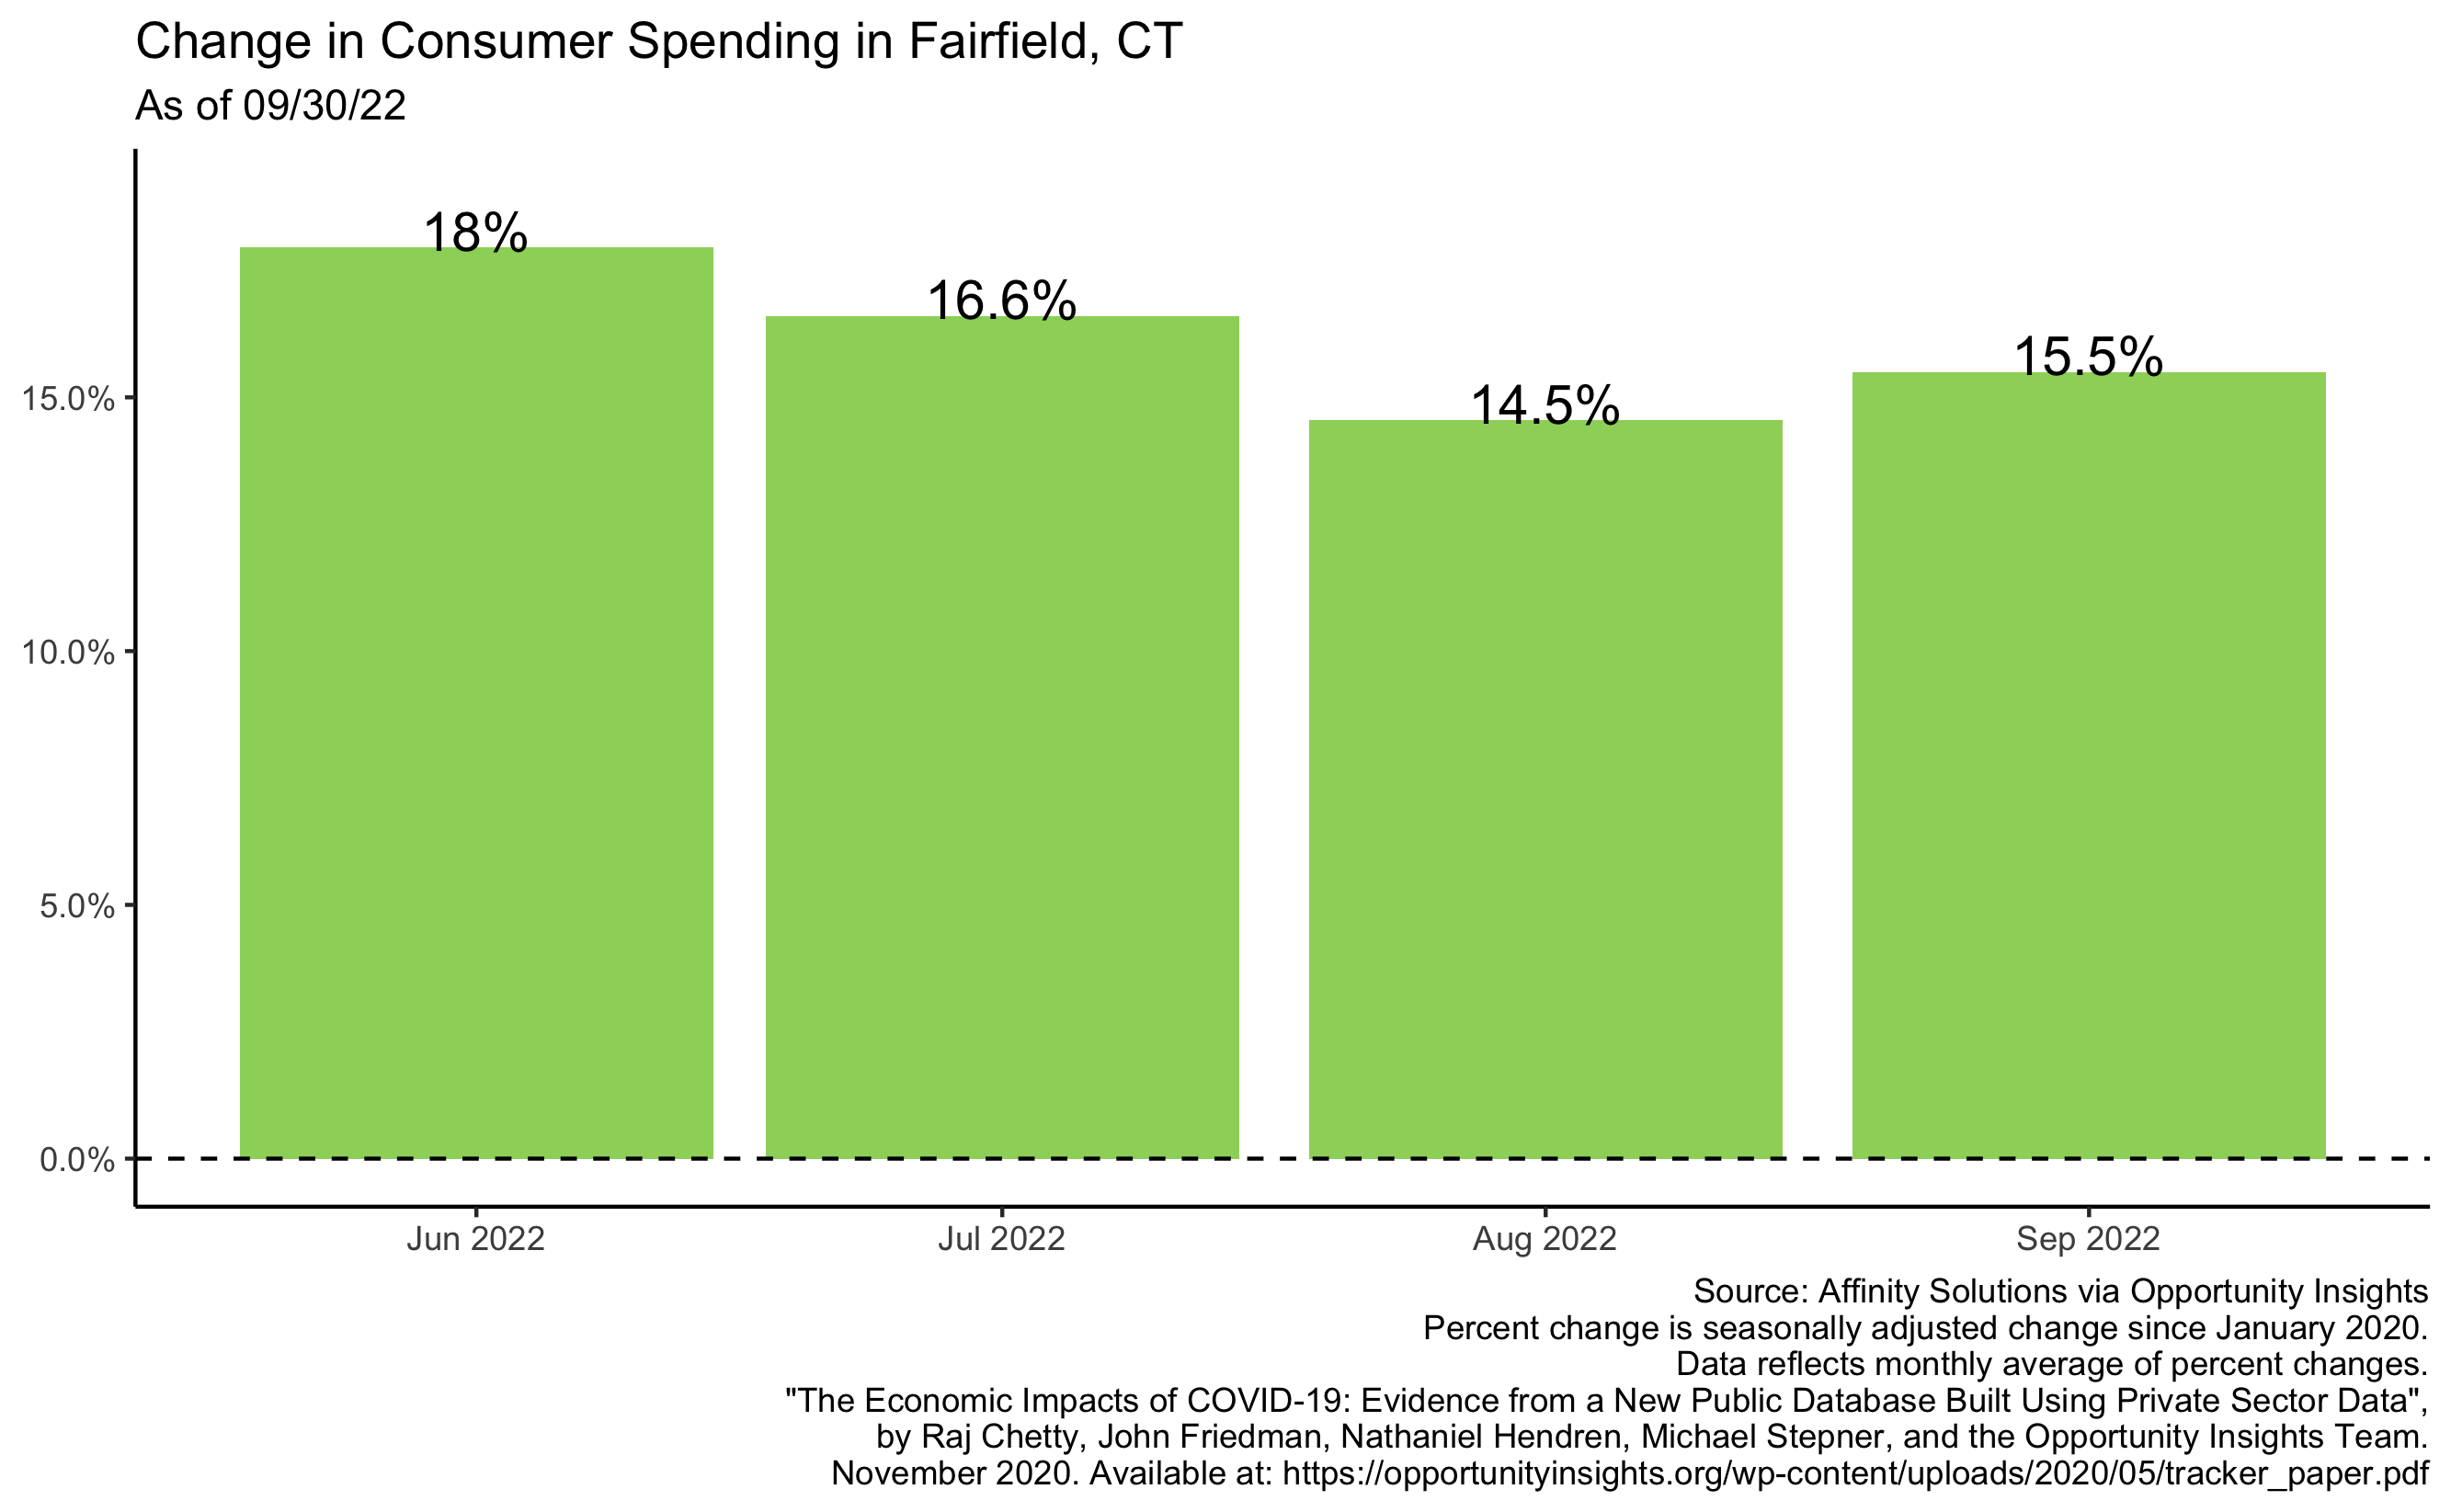 Change in Consumer Spending in Fairfield, CT
As of 09/30/22
18%
16.6%
14.5%
15.5%
15.0%
10.0%
5.0%
0.0%
Jun 2022
Jul 2022
Aug 2022
Sep 2022
Source: Affinity Solutions via Opportunity Insights
Percent change is seasonally adjusted change since January 2020.
Data reflects monthly average of percent changes.
"The Economic Impacts of COVID-19: Evidence from a New Public Database Built Using Private Sector Data",
by Raj Chetty, John Friedman, Nathaniel Hendren, Michael Stepner, and the Opportunity Insights Team.
November 2020. Available at: https://opportunityinsights.org/wp-content/uploads/2020/05/tracker_paper.pdf